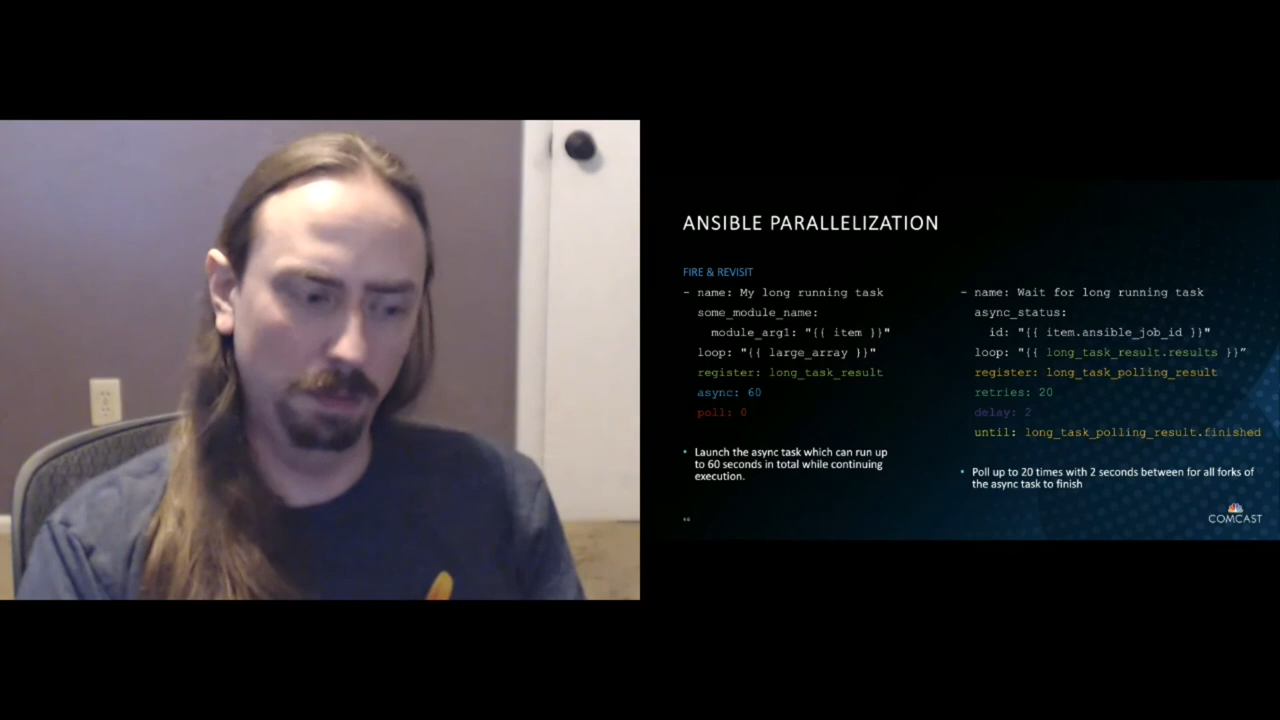 ANSIBLE PARALLELIZATION
FIRE & REVISIT
- name: My long running task
some_module_name:
module_arg1: "{{ item }}"
loop: "{{ large_array }}"
register: long_task_result
async: 60
poll: 0
• Launch the async task which can run up
to 60 seconds in total while continuing
execution.
- name: Wait for long running task
async_status:
id: "{{ item.ansible_job_id }}"
loop: "{{ long_task_result.results }}”
register: long_task_polling_result
retries: 20
delay: 2
until: long_task_polling_result.finished
• Poll up to 20 times with 2 seconds between for all forks of
the async task to finish
COMCAST